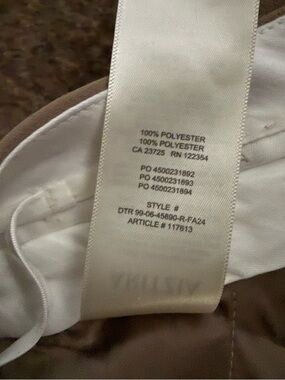 100% POLYESTER
100% POLYESTER
CA 23725 RN 122354
PO 4500231892
PO 4500231893
PO 4500231894
STYLE #
DTR 99-06-45890-R-FA24
ARTICLE # 117613
ARITZIA